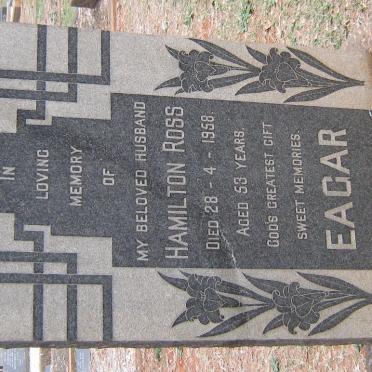 IN
LOVING
MEMORY
OF
MY BELOVED HUSBAND
HAMILTON ROSS
DIED 28 - 4 - 1958.
AGED 53 YEARS.
GOD'S GREATEST GIFT
SWEET MEMORIES.
EAGAR